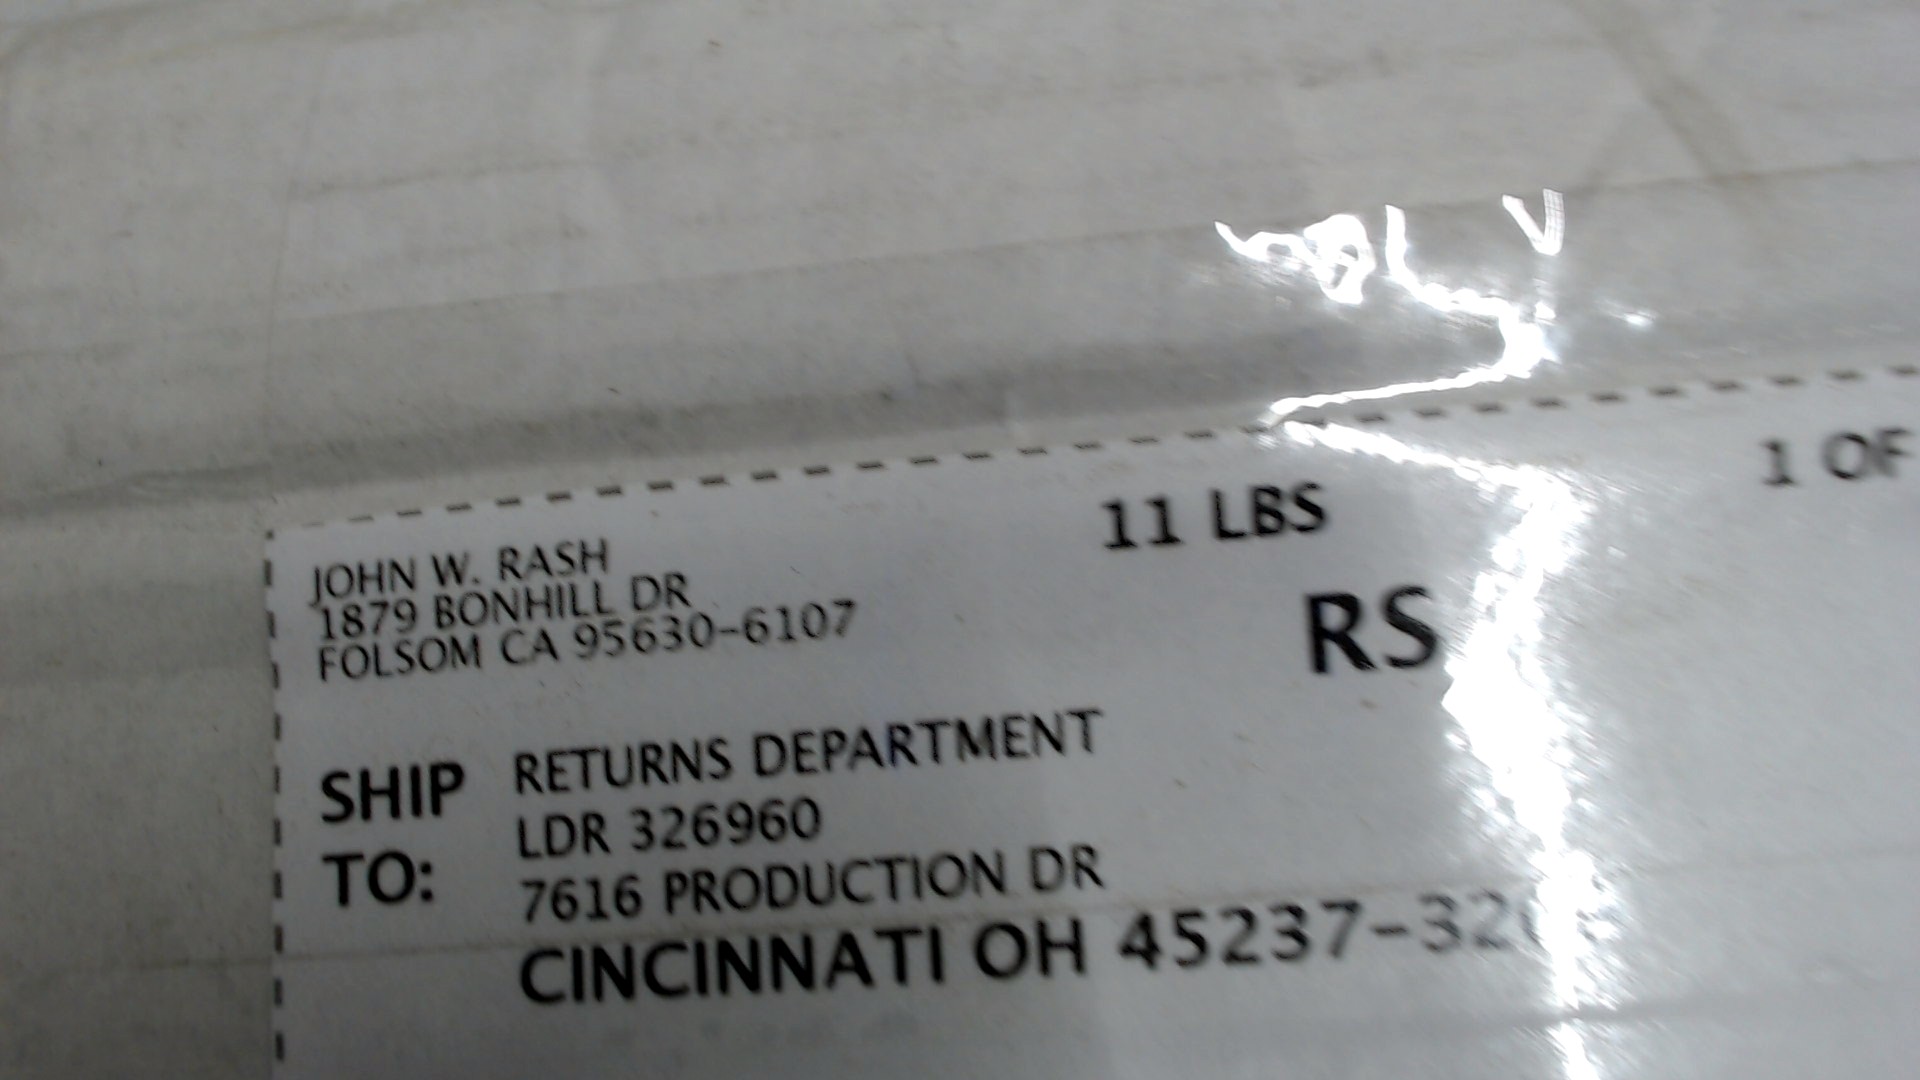 JOHN W. RASH
1879 BONHILL DR
FOLSOM CA 95630-6107
11 LBS
1 OF
RS
SHIP TO:
RETURNS DEPARTMENT
LDR 326960
7616 PRODUCTION DR
CINCINNATI OH 45237